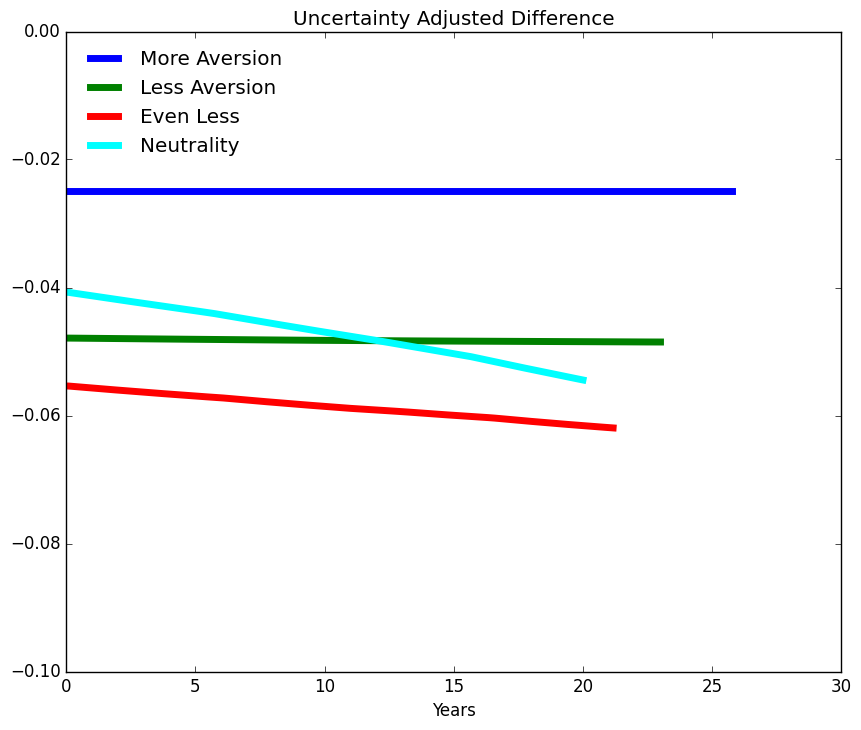 Uncertainty Adjusted Difference
0.00
−0.02
−0.04
−0.06
−0.08
−0.10
More Aversion
Less Aversion
Even Less
Neutrality
0 5 10 15 20 25 30
Years